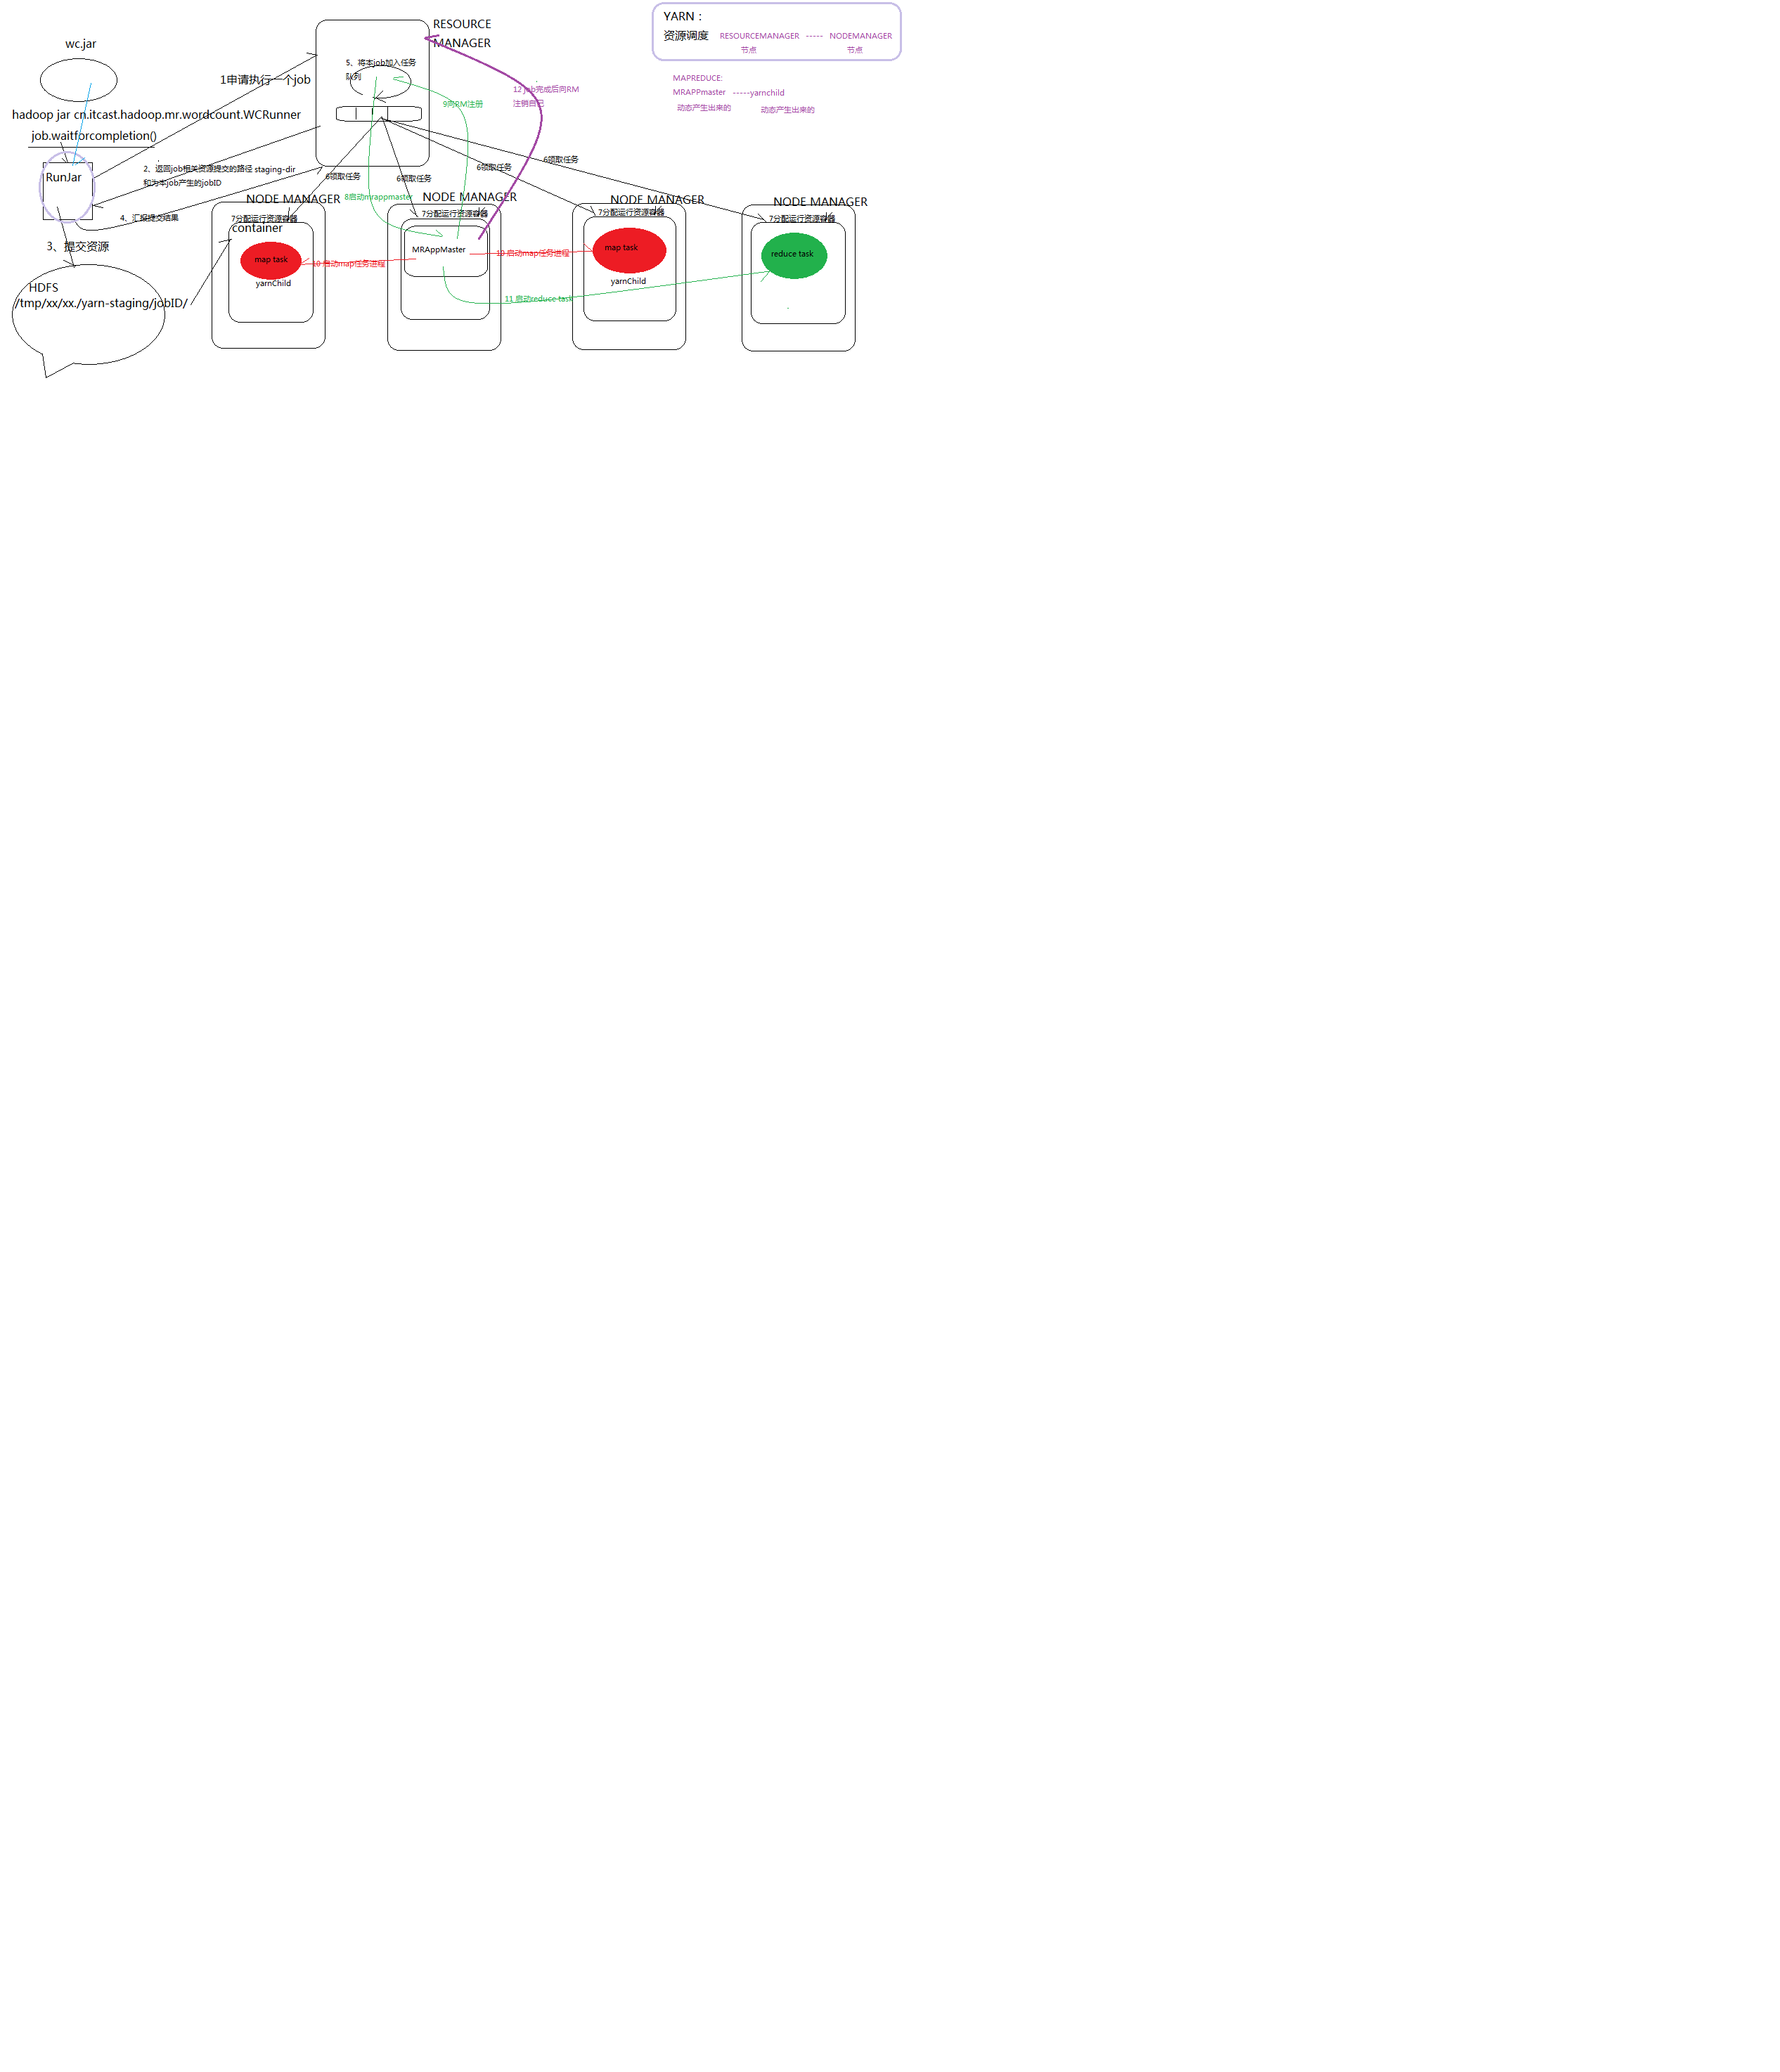 RESOURCE
MANAGER
YARN：
资源调度
RESOURCEMANAGER ----- NODEMANAGER
节点
节点
wc.jar
5、将本job加入任务
队列
1申请执行一个job
MAPREDUCE:
MRAPPmaster -----yarnchild
动态产生出来的
动态产生出来的
12 job完成后向RM
注销自己
9向RM注册
hadoop jar cn.itcast.hadoop.mr.wordcount.WCRunner
job.waitforcompletion()
RunJar
2、返回job相关资源提交的路径 staging-dir
和为本job产生的jobID
6领取任务
6领取任务
6领取任务
6领取任务
8启动mrappmaster
4、汇报提交结果
3、提交资源
HDFS
/tmp/xx/xx./yarn-staging/jobID/
NODE MANAGER
7分配运行资源容器
container
map task
yarnChild
10 启动map任务进程
NODE MANAGER
7分配运行资源容器
MRAppMaster
10 启动map任务进程
11 启动reduce task
NODE MANAGER
7分配运行资源容器
map task
yarnChild
NODE MANAGER
7分配运行资源容器
reduce task